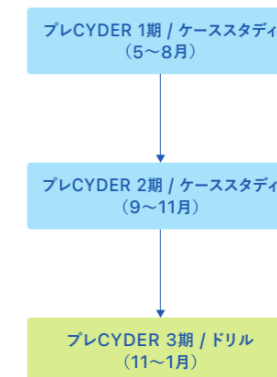 プレCYDER 1期 / ケーススタディ
（5〜8月）
プレCYDER 2期 / ケーススタディ
（9〜11月）
プレCYDER 3期 / ドリル
（11〜1月）